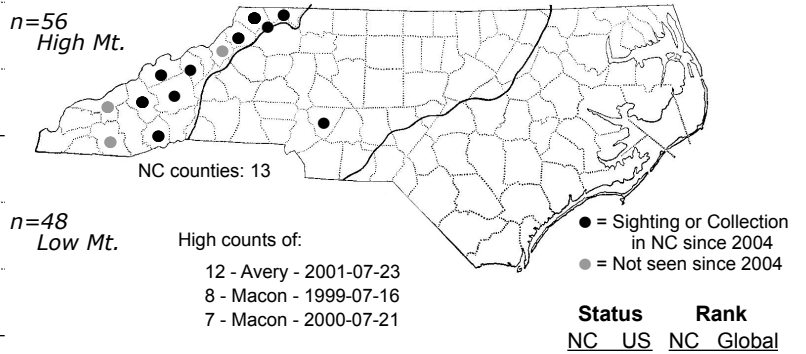 n=56
High Mt.
NC counties: 13
n=48
Low Mt.
High counts of:
12 - Avery - 2001-07-23
8 - Macon - 1999-07-16
7 - Macon - 2000-07-21
= Sighting or Collection
in NC since 2004
= Not seen since 2004
Status Rank
NC US NC Global